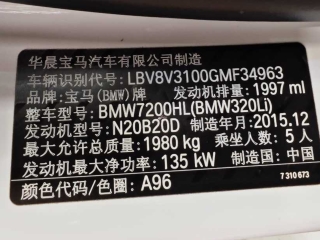 华晨宝马汽车有限公司制造
车辆识别代号: LBV8V3100GMF34963
品牌: 宝马(BMW)牌 发动机排量: 1997 ml
整车型号: BMW7200HL(BMW320Li)
发动机型号: N20B20D 制造年月: 2015.12
最大允许总质量: 1980 kg 乘坐人数: 5 人
发动机最大净功率: 135 kW 制造国: 中国
颜色代码/色圈: A96 7 310 673